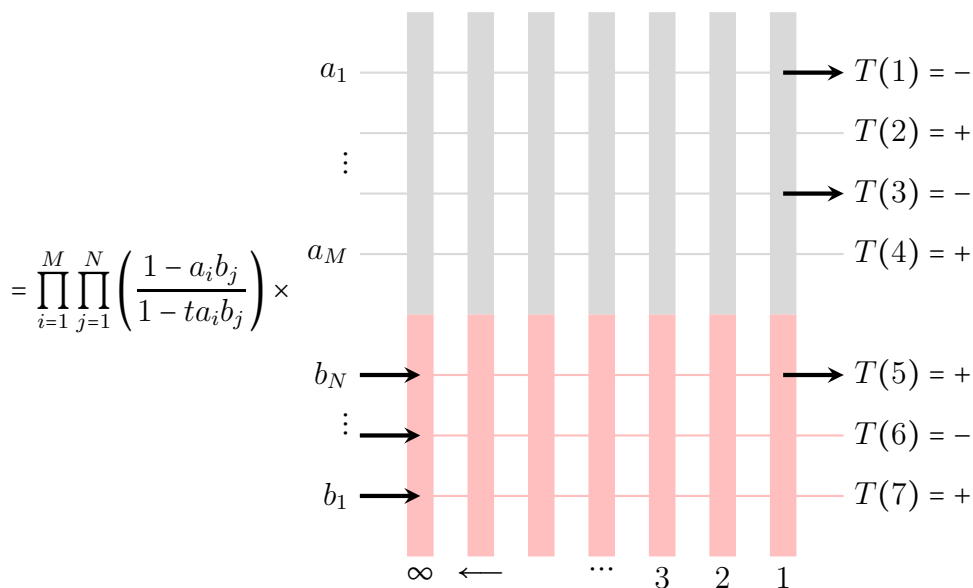 a_1 T(1) = −
T(2) = +
⋮
T(3) = −
a_M T(4) = +
= ∏_{i=1}^{M} ∏_{j=1}^{N} ( (1 − a_i b_j) / (1 − t a_i b_j) ) ×
b_N T(5) = +
⋮ T(6) = −
b_1 T(7) = +
∞ ⟵ ⋯ 3 2 1